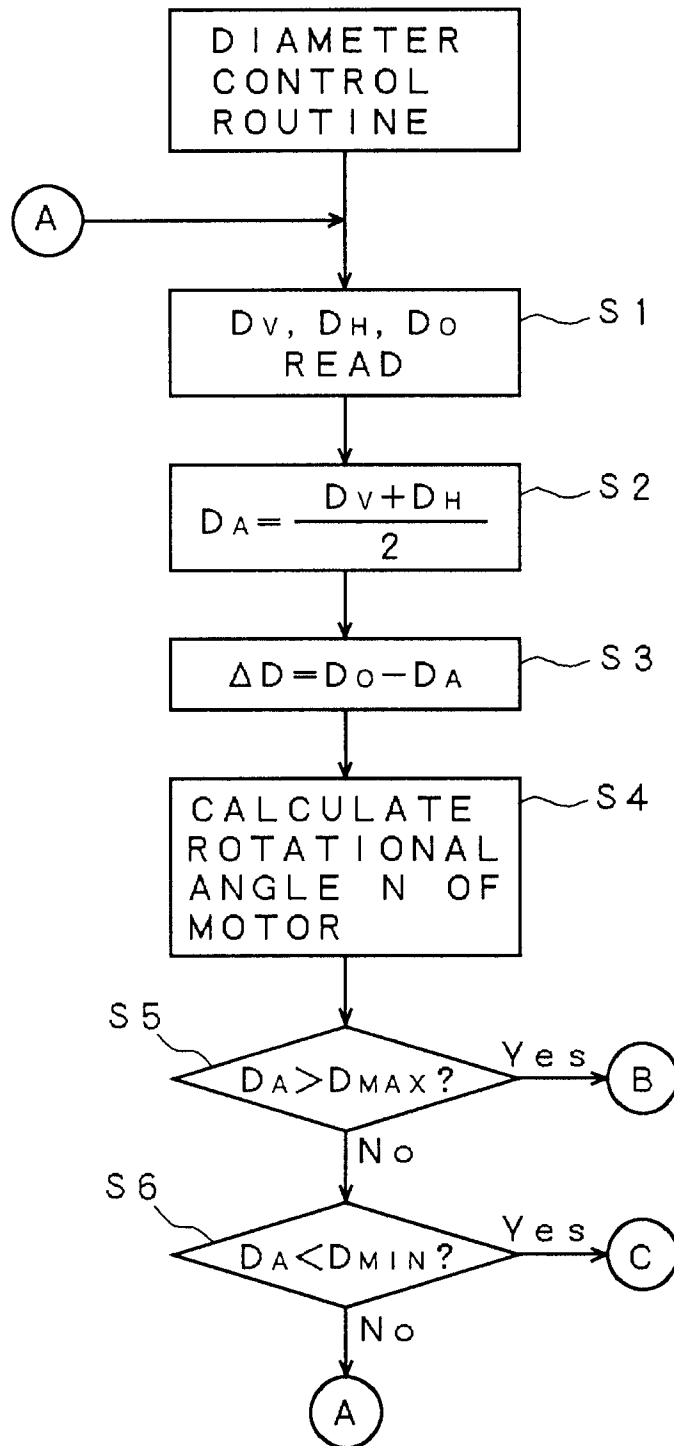 DIAMETER
CONTROL
ROUTINE
A
DV, DH, DO
READ
S1
DA=(DV+DH)/2
S2
ΔD=DO−DA
S3
CALCULATE
ROTATIONAL
ANGLE N OF
MOTOR
S4
S5
DA>DMAX?
Yes
B
No
S6
DA<DMIN?
Yes
C
No
A